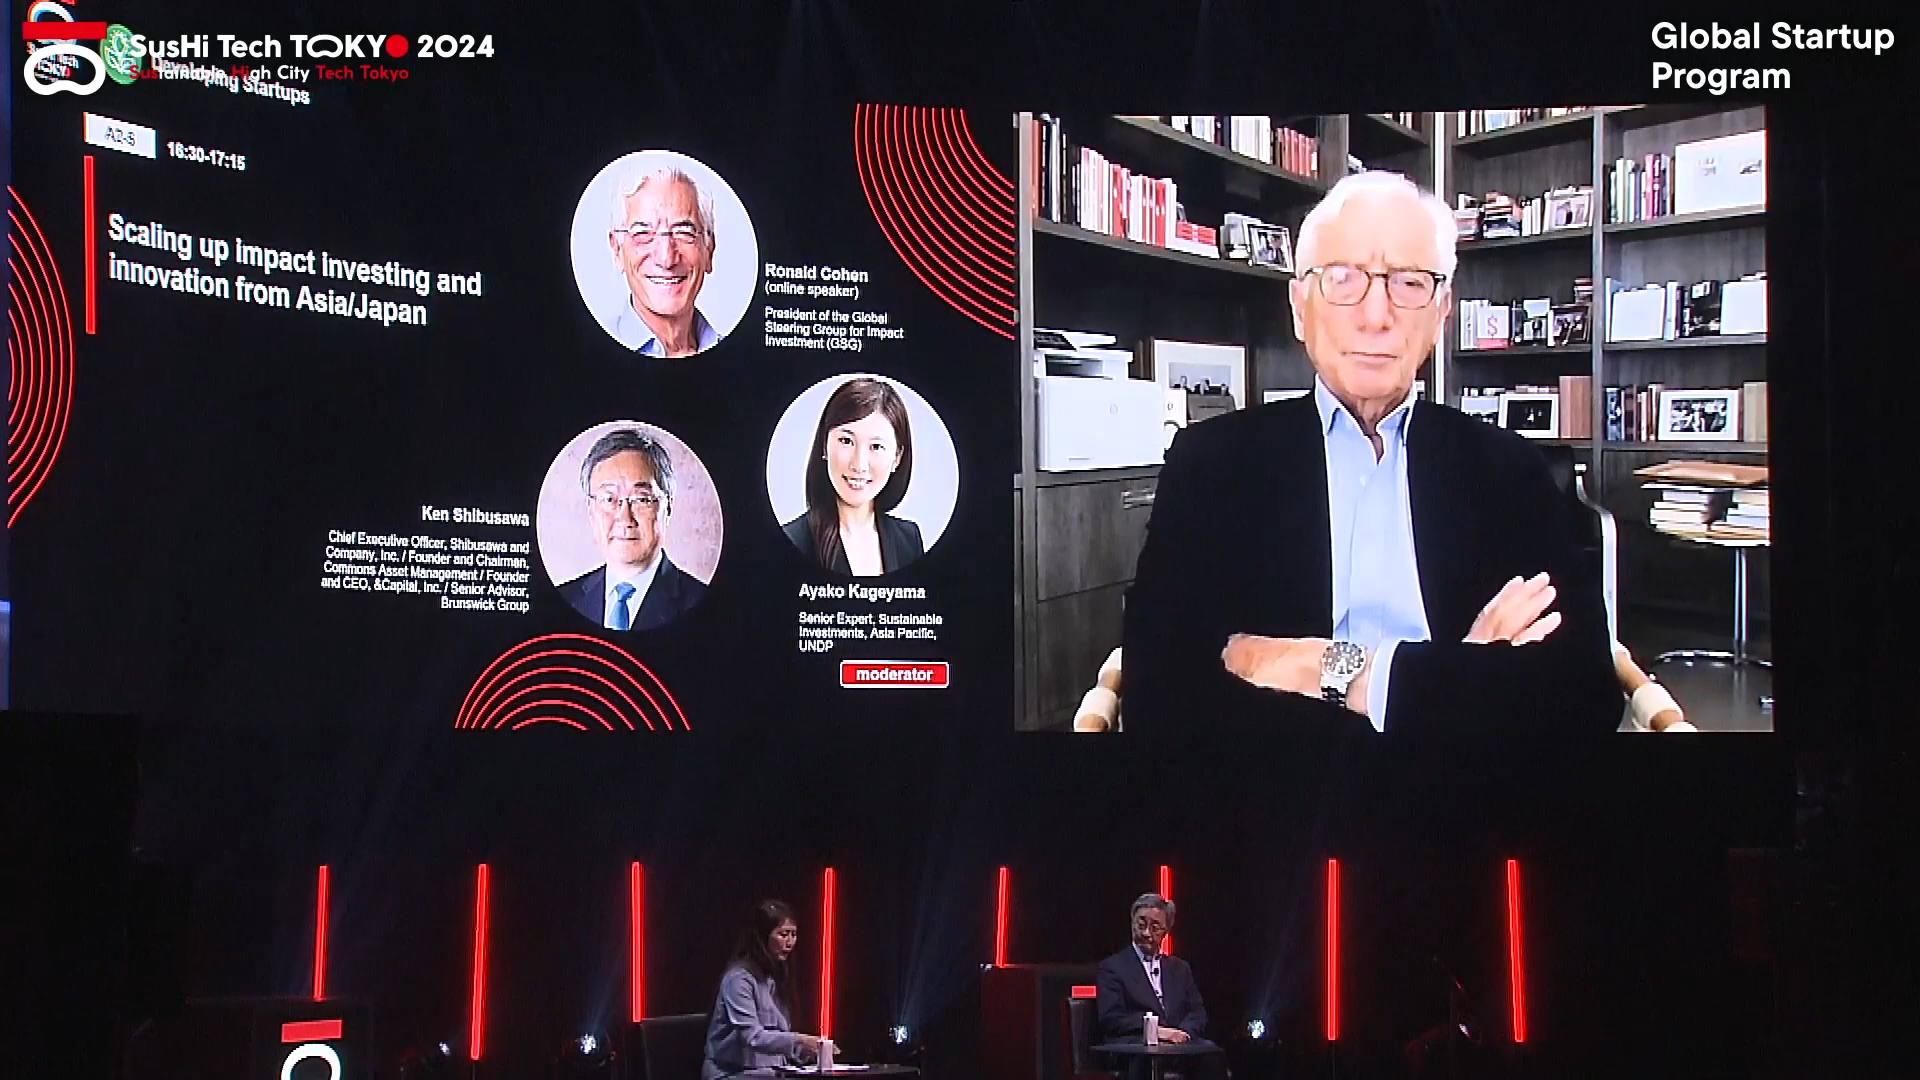 SusHi Tech TOKYO 2024
Sustainable High City Tech Tokyo
Global Startup
Program
Developing Startups
A2-5
16:30-17:15
Scaling up impact investing and
innovation from Asia/Japan
Ronald Cohen
(online speaker)
President of the Global
Steering Group for Impact
Investment (GSG)
Ken Shibusawa
Chief Executive Officer, Shibusawa and
Company, Inc. / Founder and Chairman,
Commons Asset Management / Founder
and CEO, &Capital, Inc. / Senior Advisor,
Brunswick Group
Ayako Kageyama
Senior Expert, Sustainable
Investments, Asia Pacific,
UNDP
moderator